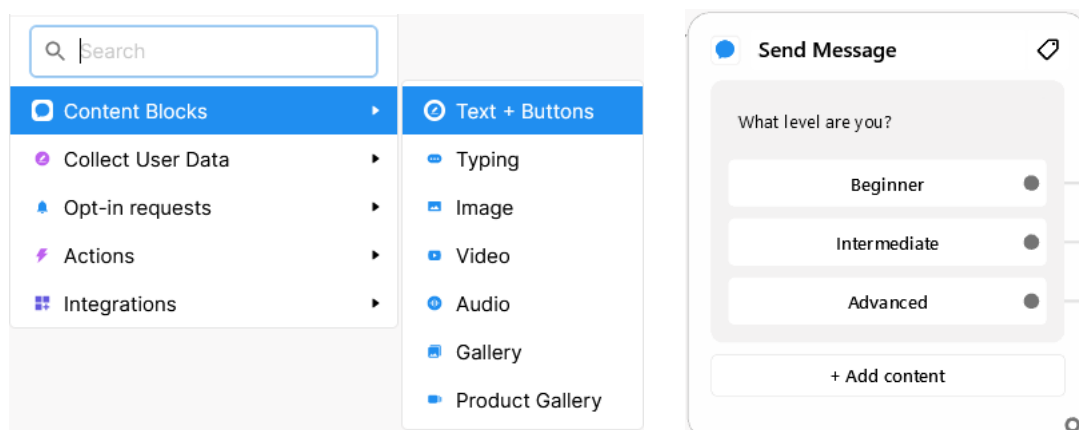 Search
Content Blocks
Collect User Data
Opt-in requests
Actions
Integrations
Text + Buttons
Typing
Image
Video
Audio
Gallery
Product Gallery
Send Message
What level are you?
Beginner
Intermediate
Advanced
+ Add content